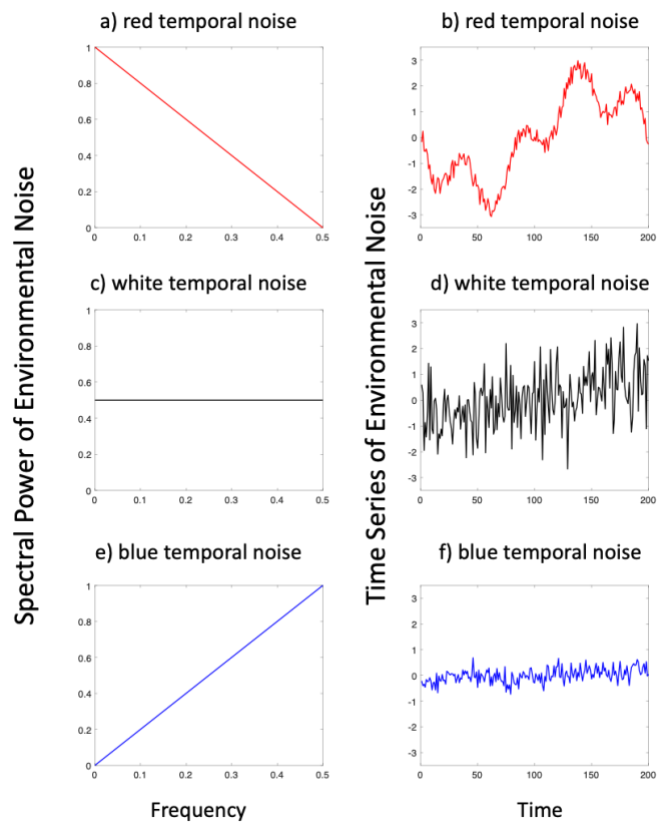 a) red temporal noise
b) red temporal noise
1
0.8
0.6
0.4
0.2
0
0 0.1 0.2 0.3 0.4 0.5
3
2
1
0
-1
-2
-3
0 50 100 150 200
c) white temporal noise
d) white temporal noise
1
0.8
0.6
0.4
0.2
0
0 0.1 0.2 0.3 0.4 0.5
3
2
1
0
-1
-2
-3
0 50 100 150 200
e) blue temporal noise
f) blue temporal noise
1
0.8
0.6
0.4
0.2
0
0 0.1 0.2 0.3 0.4 0.5
3
2
1
0
-1
-2
-3
0 50 100 150 200
Spectral Power of Environmental Noise
Time Series of Environmental Noise
Frequency
Time